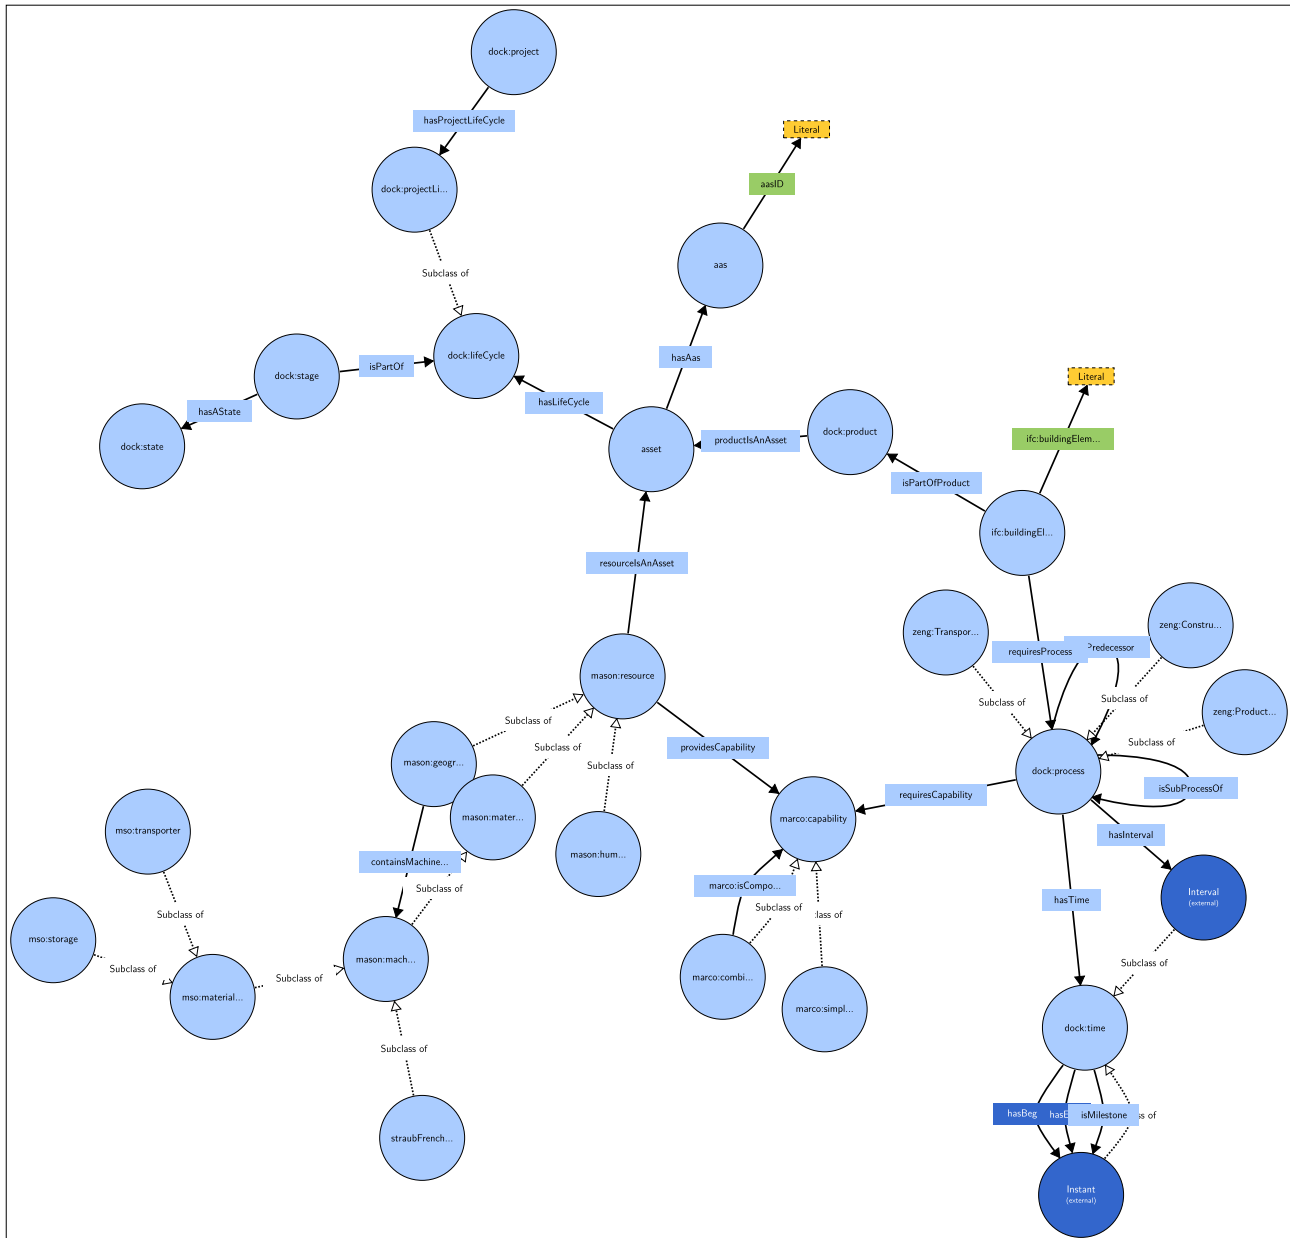 dock:project
hasProjectLifeCycle
Literal
dock:projectLi...
aasID
aas
Subclass of
dock:lifeCycle
hasAas
isPartOf
dock:stage
Literal
hasLifeCycle
hasAState
dock:product
ifc:buildingElem...
productIsAnAsset
dock:state
asset
isPartOfProduct
ifc:buildingEl...
resourceIsAnAsset
zeng:Transpor...
zeng:Constru...
requiresProcess
Predecessor
mason:resource
Subclass of
Subclass of
zeng:Product...
Subclass of
Subclass of
Subclass of
providesCapability
mason:geogr...
Subclass of
dock:process
isSubProcessOf
requiresCapability
mason:mater...
marco:capability
mso:transporter
hasInterval
mason:hum...
containsMachine...
Subclass of
marco:isCompo...
Interval
(external)
hasTime
Subclass of
Subclass of
mso:storage
mason:mach...
Subclass of
Subclass of
Subclass of
marco:combi...
mso:material...
marco:simpl...
dock:time
Subclass of
hasBeg
isMilestone
straubFrench...
Instant
(external)